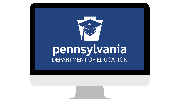 pennsylvania
DEPARTMENT OF EDUCATION